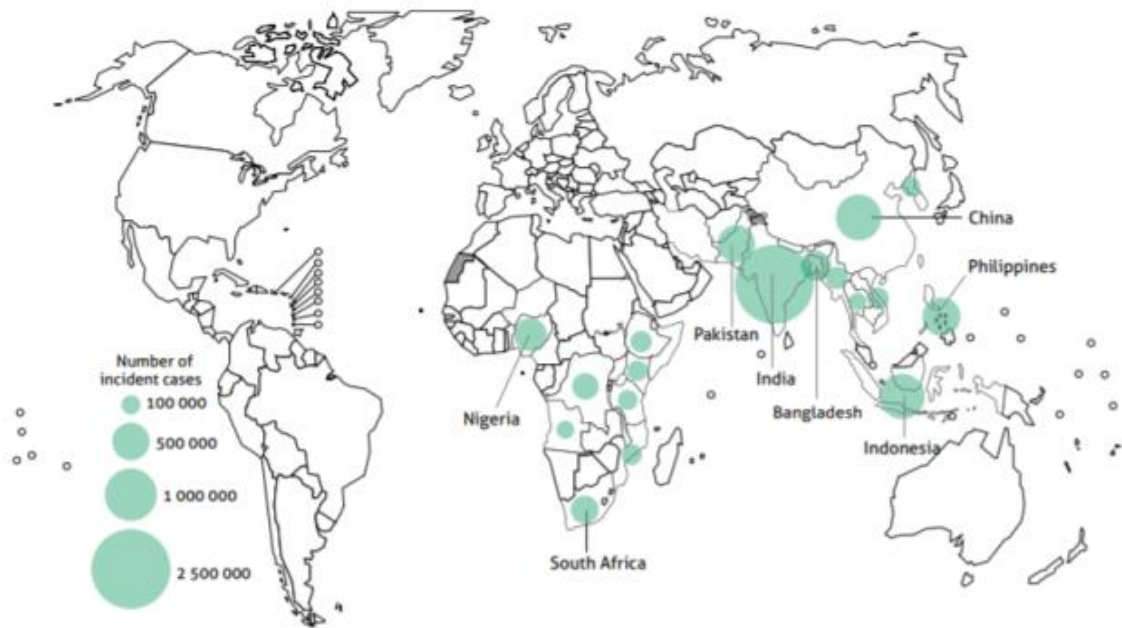 China
Philippines
Pakistan
India
Bangladesh
Nigeria
Indonesia
South Africa
Number of
incident cases
100 000
500 000
1 000 000
2 500 000